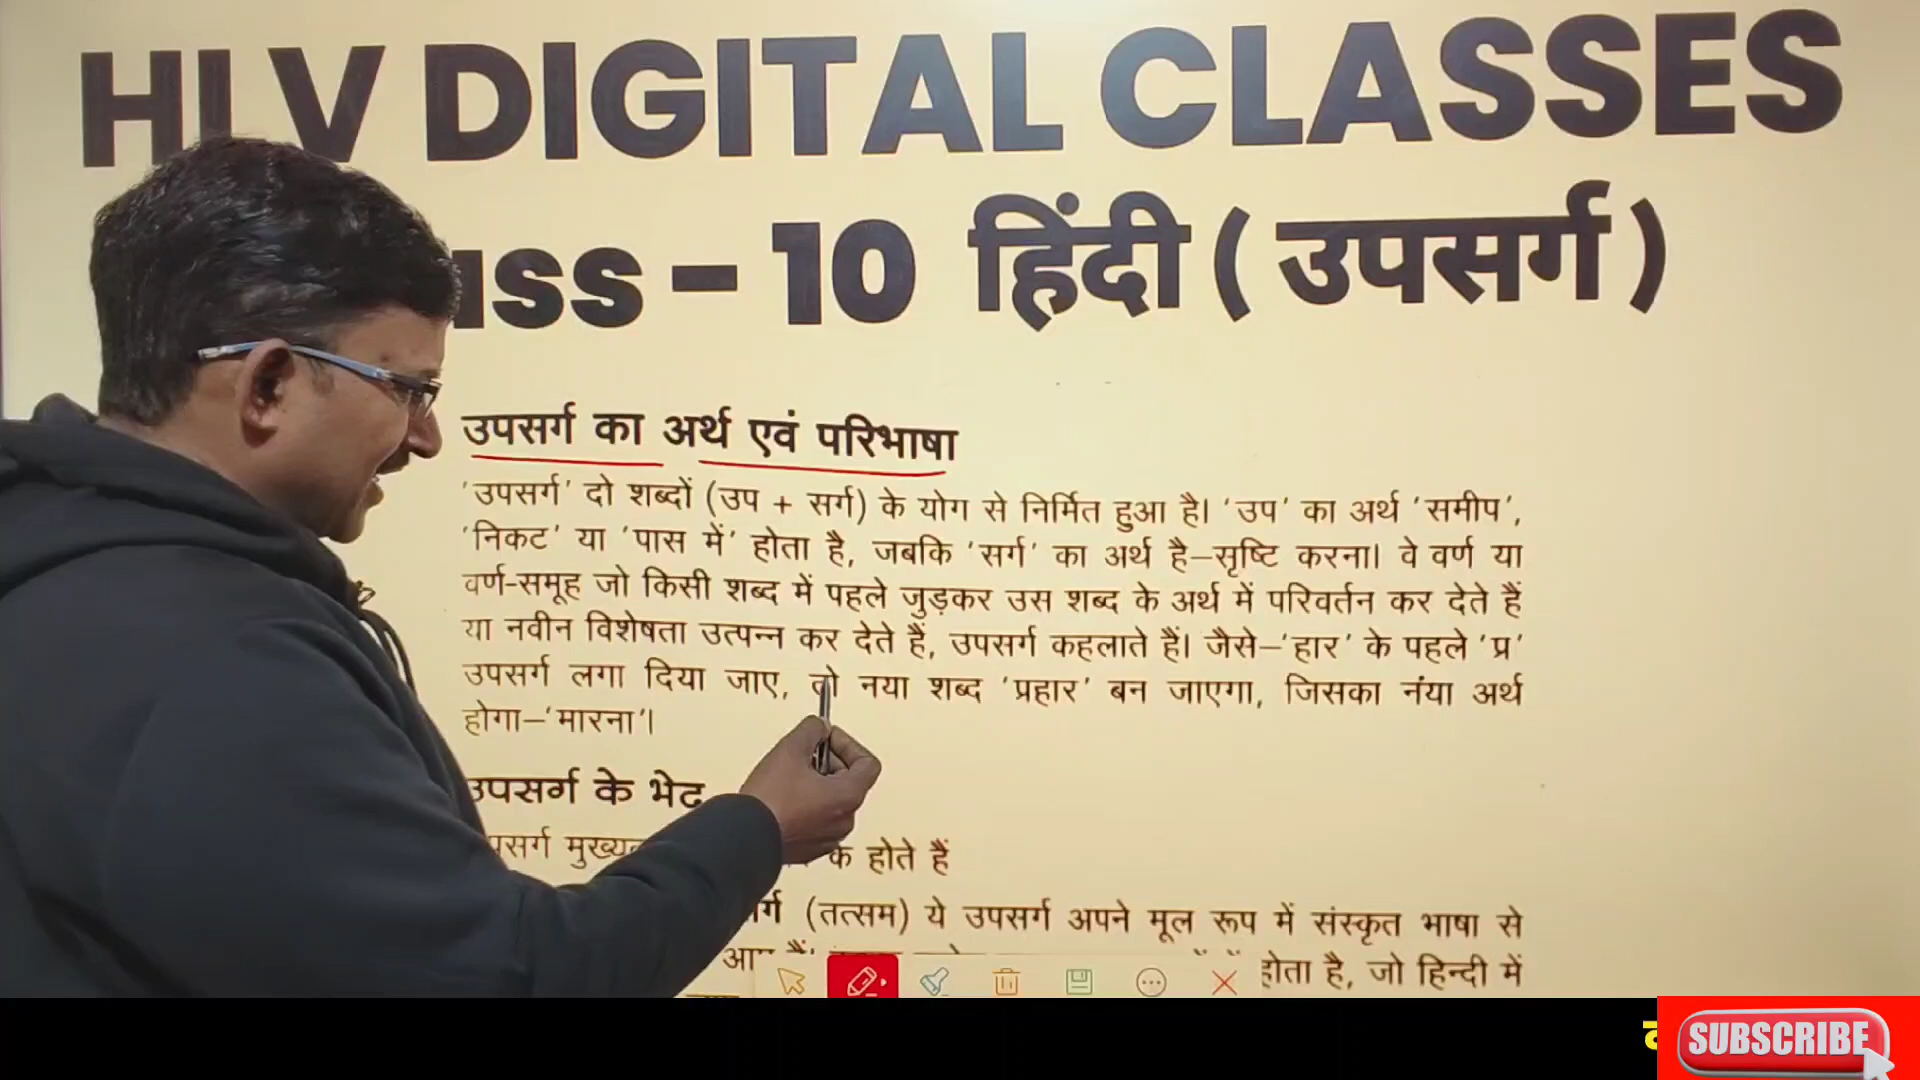 HLV DIGITAL CLASSES
ass - 10 हिंदी ( उपसर्ग )
उपसर्ग का अर्थ एवं परिभाषा
'उपसर्ग' दो शब्दों (उप + सर्ग) के योग से निर्मित हुआ है। 'उप' का अर्थ 'समीप',
'निकट' या 'पास में' होता है, जबकि 'सर्ग' का अर्थ है–सृष्टि करना। वे वर्ण या
वर्ण-समूह जो किसी शब्द में पहले जुड़कर उस शब्द के अर्थ में परिवर्तन कर देते हैं
या नवीन विशेषता उत्पन्न कर देते हैं, उपसर्ग कहलाते हैं। जैसे–'हार' के पहले 'प्र'
उपसर्ग लगा दिया जाए, तो नया शब्द 'प्रहार' बन जाएगा, जिसका नंया अर्थ
होगा–'मारना'।
उपसर्ग के भेद
के होते हैं
(तत्सम) ये उपसर्ग अपने मूल रूप में संस्कृत भाषा से
होता है, जो हिन्दी में
SUBSCRIBE